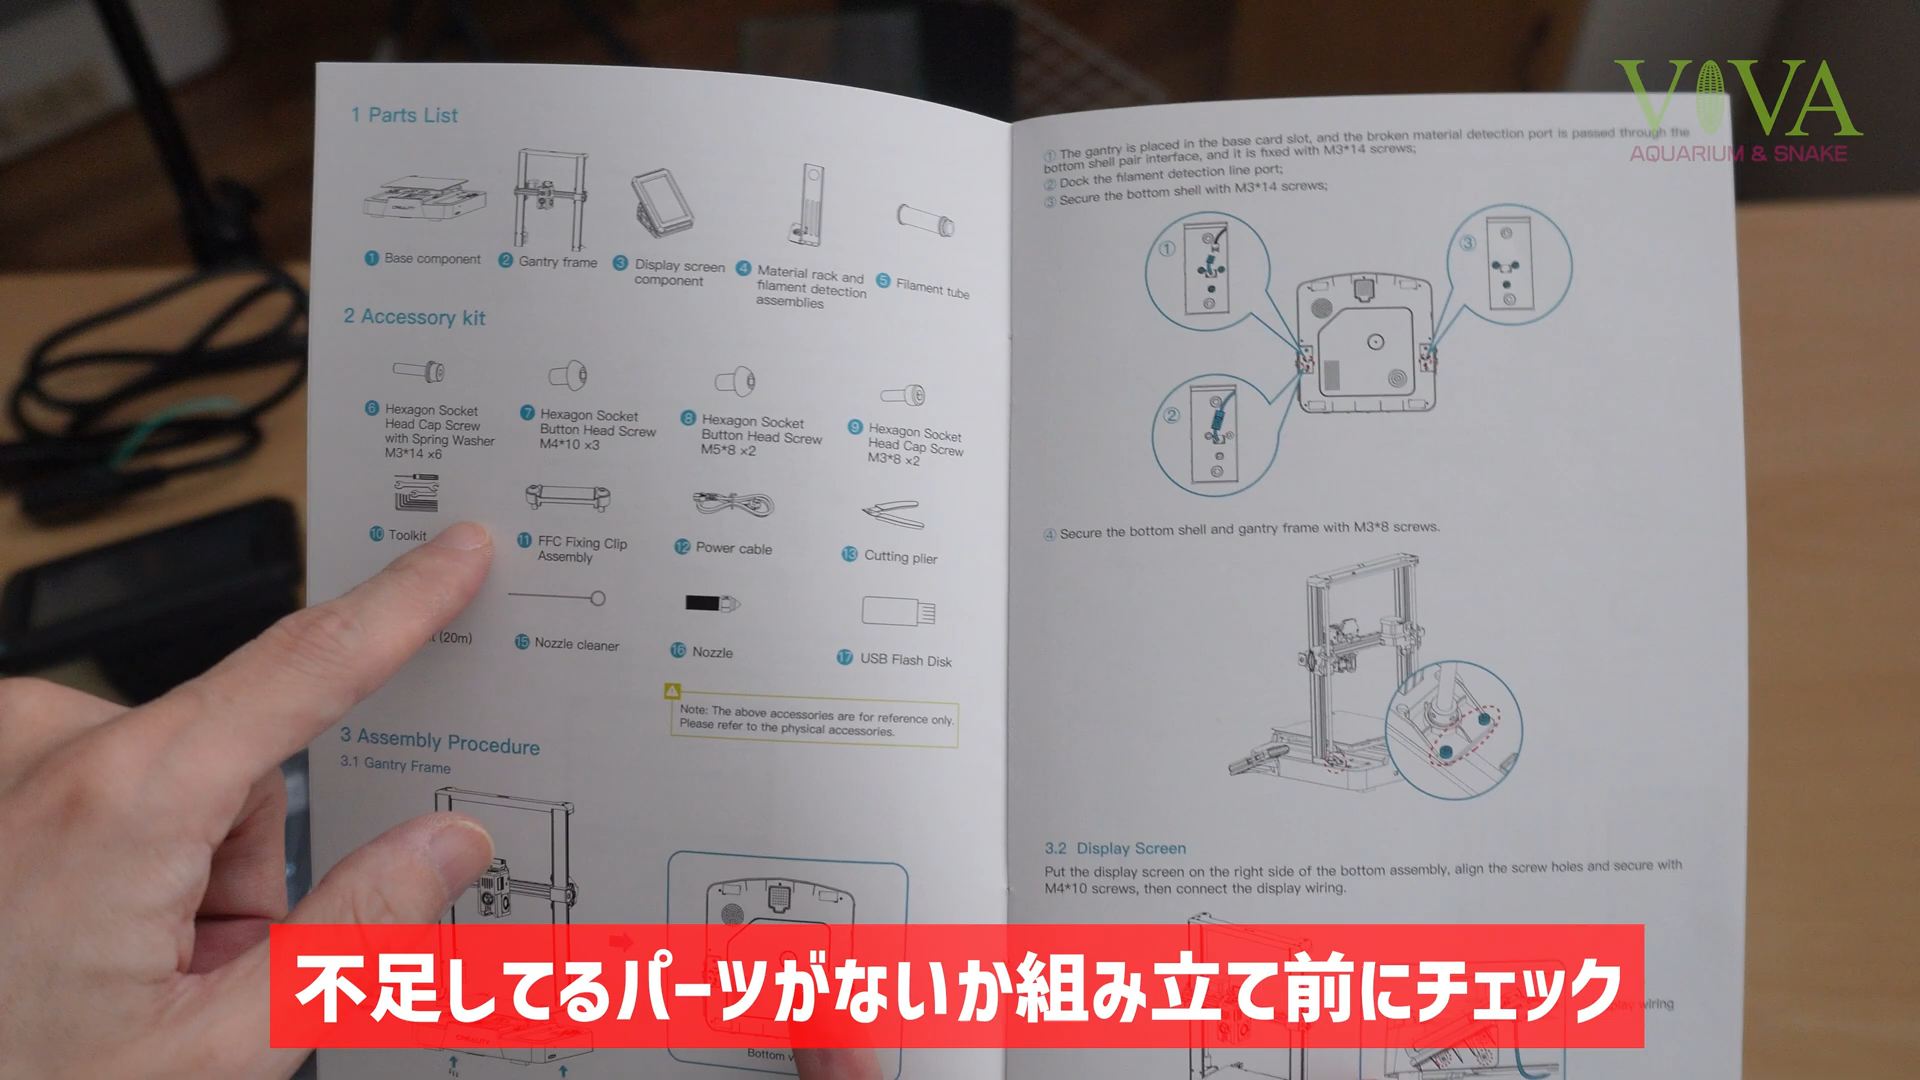 VIVA
AQUARIUM & SNAKE
1 Parts List
① Base component
② Gantry frame
③ Display screen
component
④ Material rack and
filament detection
assemblies
⑤ Filament tube
2 Accessory kit
⑥ Hexagon Socket
Head Cap Screw
with Spring Washer
M3*14 ×6
⑦ Hexagon Socket
Button Head Screw
M4*10 ×3
⑧ Hexagon Socket
Button Head Screw
M5*8 ×2
⑨ Hexagon Socket
Head Cap Screw
M3*8 ×2
⑩ Toolkit
⑪ FFC Fixing Clip
Assembly
⑫ Power cable
⑬ Cutting plier
(20m)
⑮ Nozzle cleaner
⑯ Nozzle
⑰ USB Flash Disk
Note: The above accessories are for reference only.
Please refer to the physical accessories.
3 Assembly Procedure
3.1 Gantry Frame
Bottom
① The gantry is placed in the base card slot, and the broken material detection port is passed through the
bottom shell pair interface, and it is fixed with M3*14 screws;
② Dock the filament detection line port;
③ Secure the bottom shell with M3*14 screws;
①
③
②
④ Secure the bottom shell and gantry frame with M3*8 screws.
3.2 Display Screen
Put the display screen on the right side of the bottom assembly, align the screw holes and secure with
M4*10 screws, then connect the display wiring.
wiring
不足してるパーツがないか組み立て前にチェック